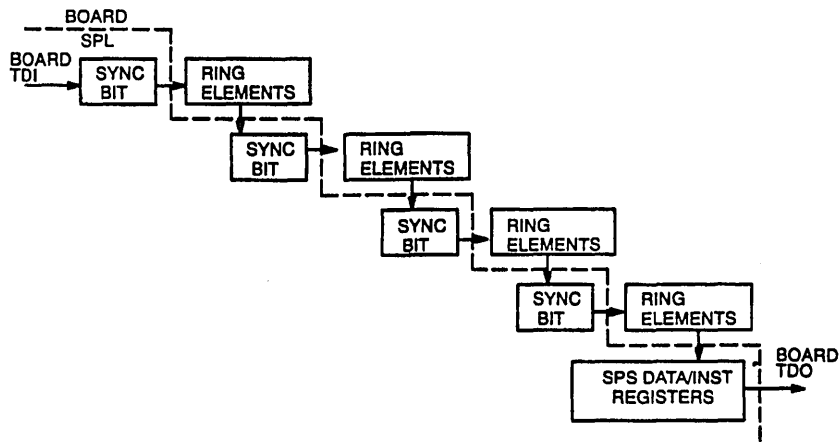 BOARD
SPL
BOARD
TDI
SYNC
BIT
RING
ELEMENTS
SYNC
BIT
RING
ELEMENTS
SYNC
BIT
RING
ELEMENTS
SYNC
BIT
RING
ELEMENTS
SPS DATA/INST
REGISTERS
BOARD
TDO